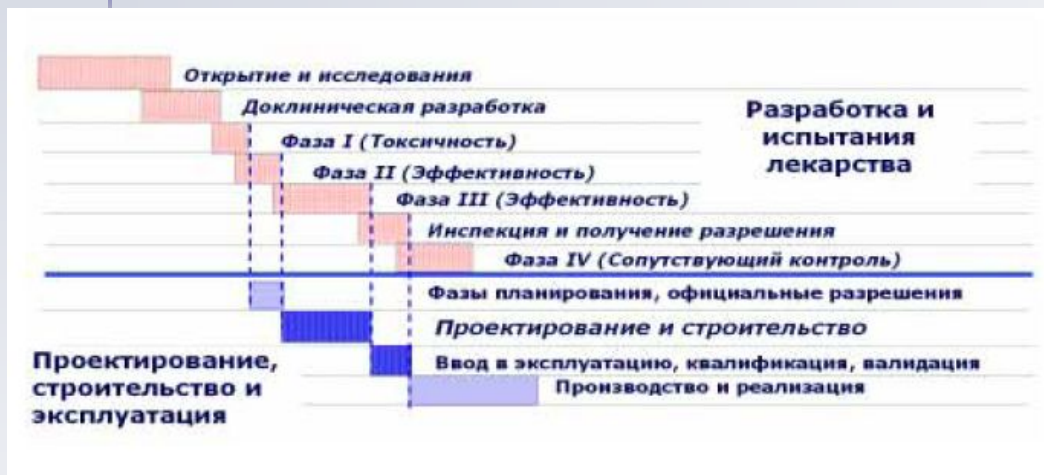 Открытие и исследования
Доклиническая разработка
Разработка и
испытания
лекарства
Фаза I (Токсичность)
Фаза II (Эффективность)
Фаза III (Эффективность)
Инспекция и получение разрешения
Фаза IV (Сопутствующий контроль)
Фазы планирования, официальные разрешения
Проектирование и строительство
Ввод в эксплуатацию, квалификация, валидация
Производство и реализация
Проектирование,
строительство и
эксплуатация